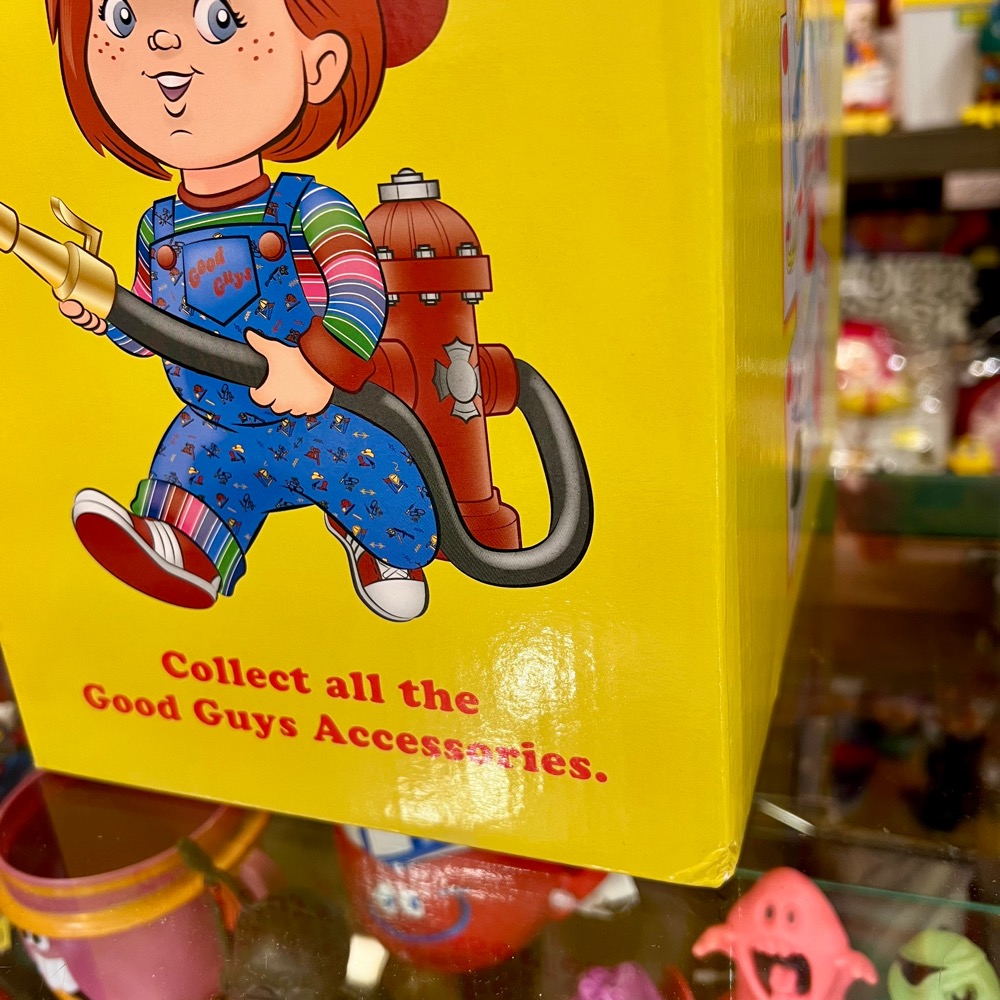 Good
Guys
Collect all the
Good Guys Accessories.